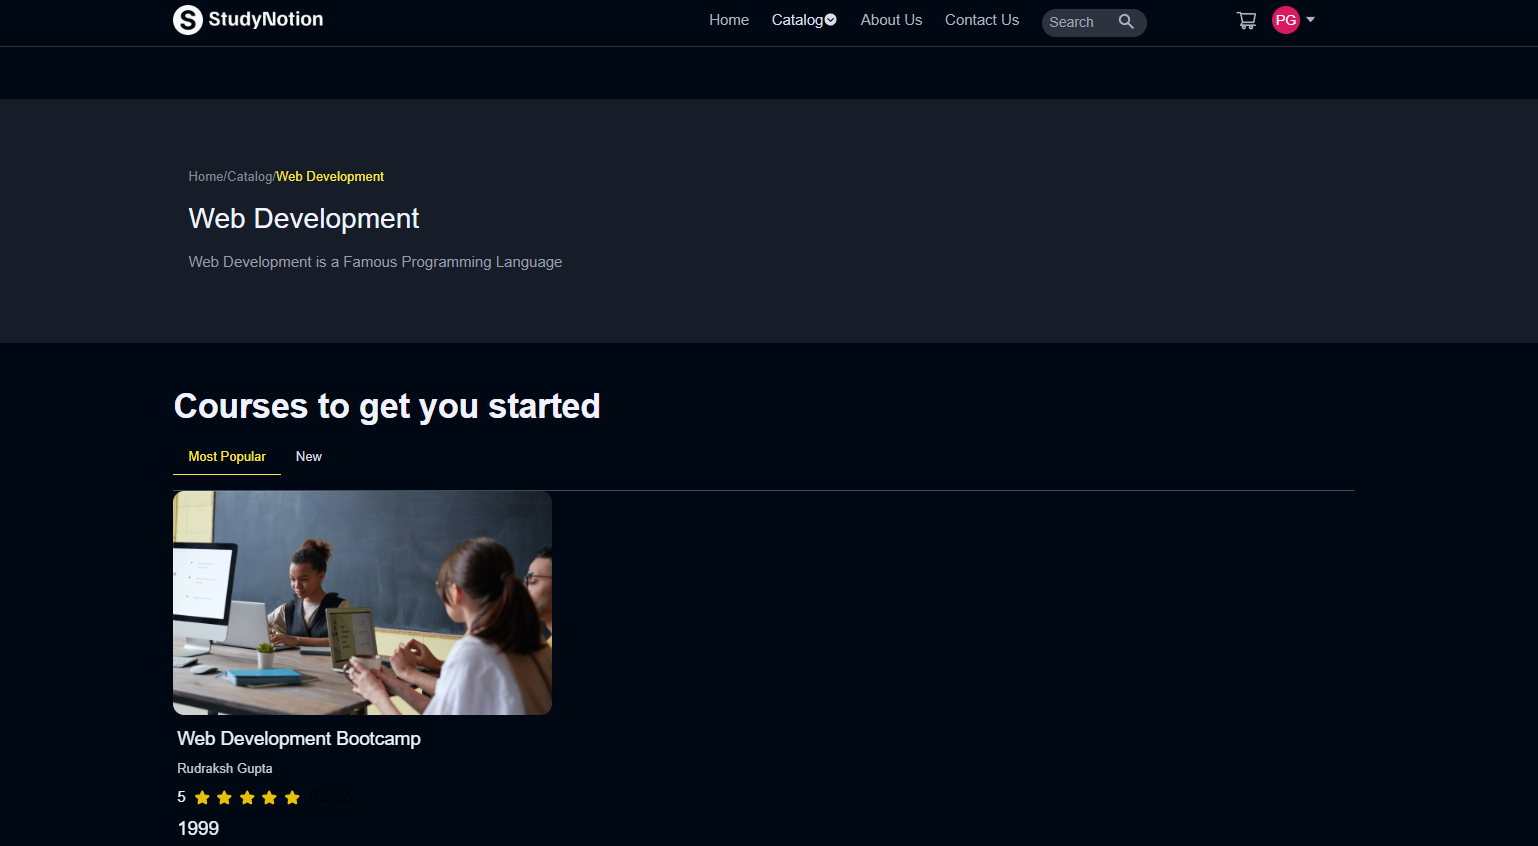 S StudyNotion
Home Catalog About Us Contact Us Search PG
Home/Catalog/Web Development
Web Development
Web Development is a Famous Programming Language
Courses to get you started
Most Popular New
Web Development Bootcamp
Rudraksh Gupta
5 Rating
1999